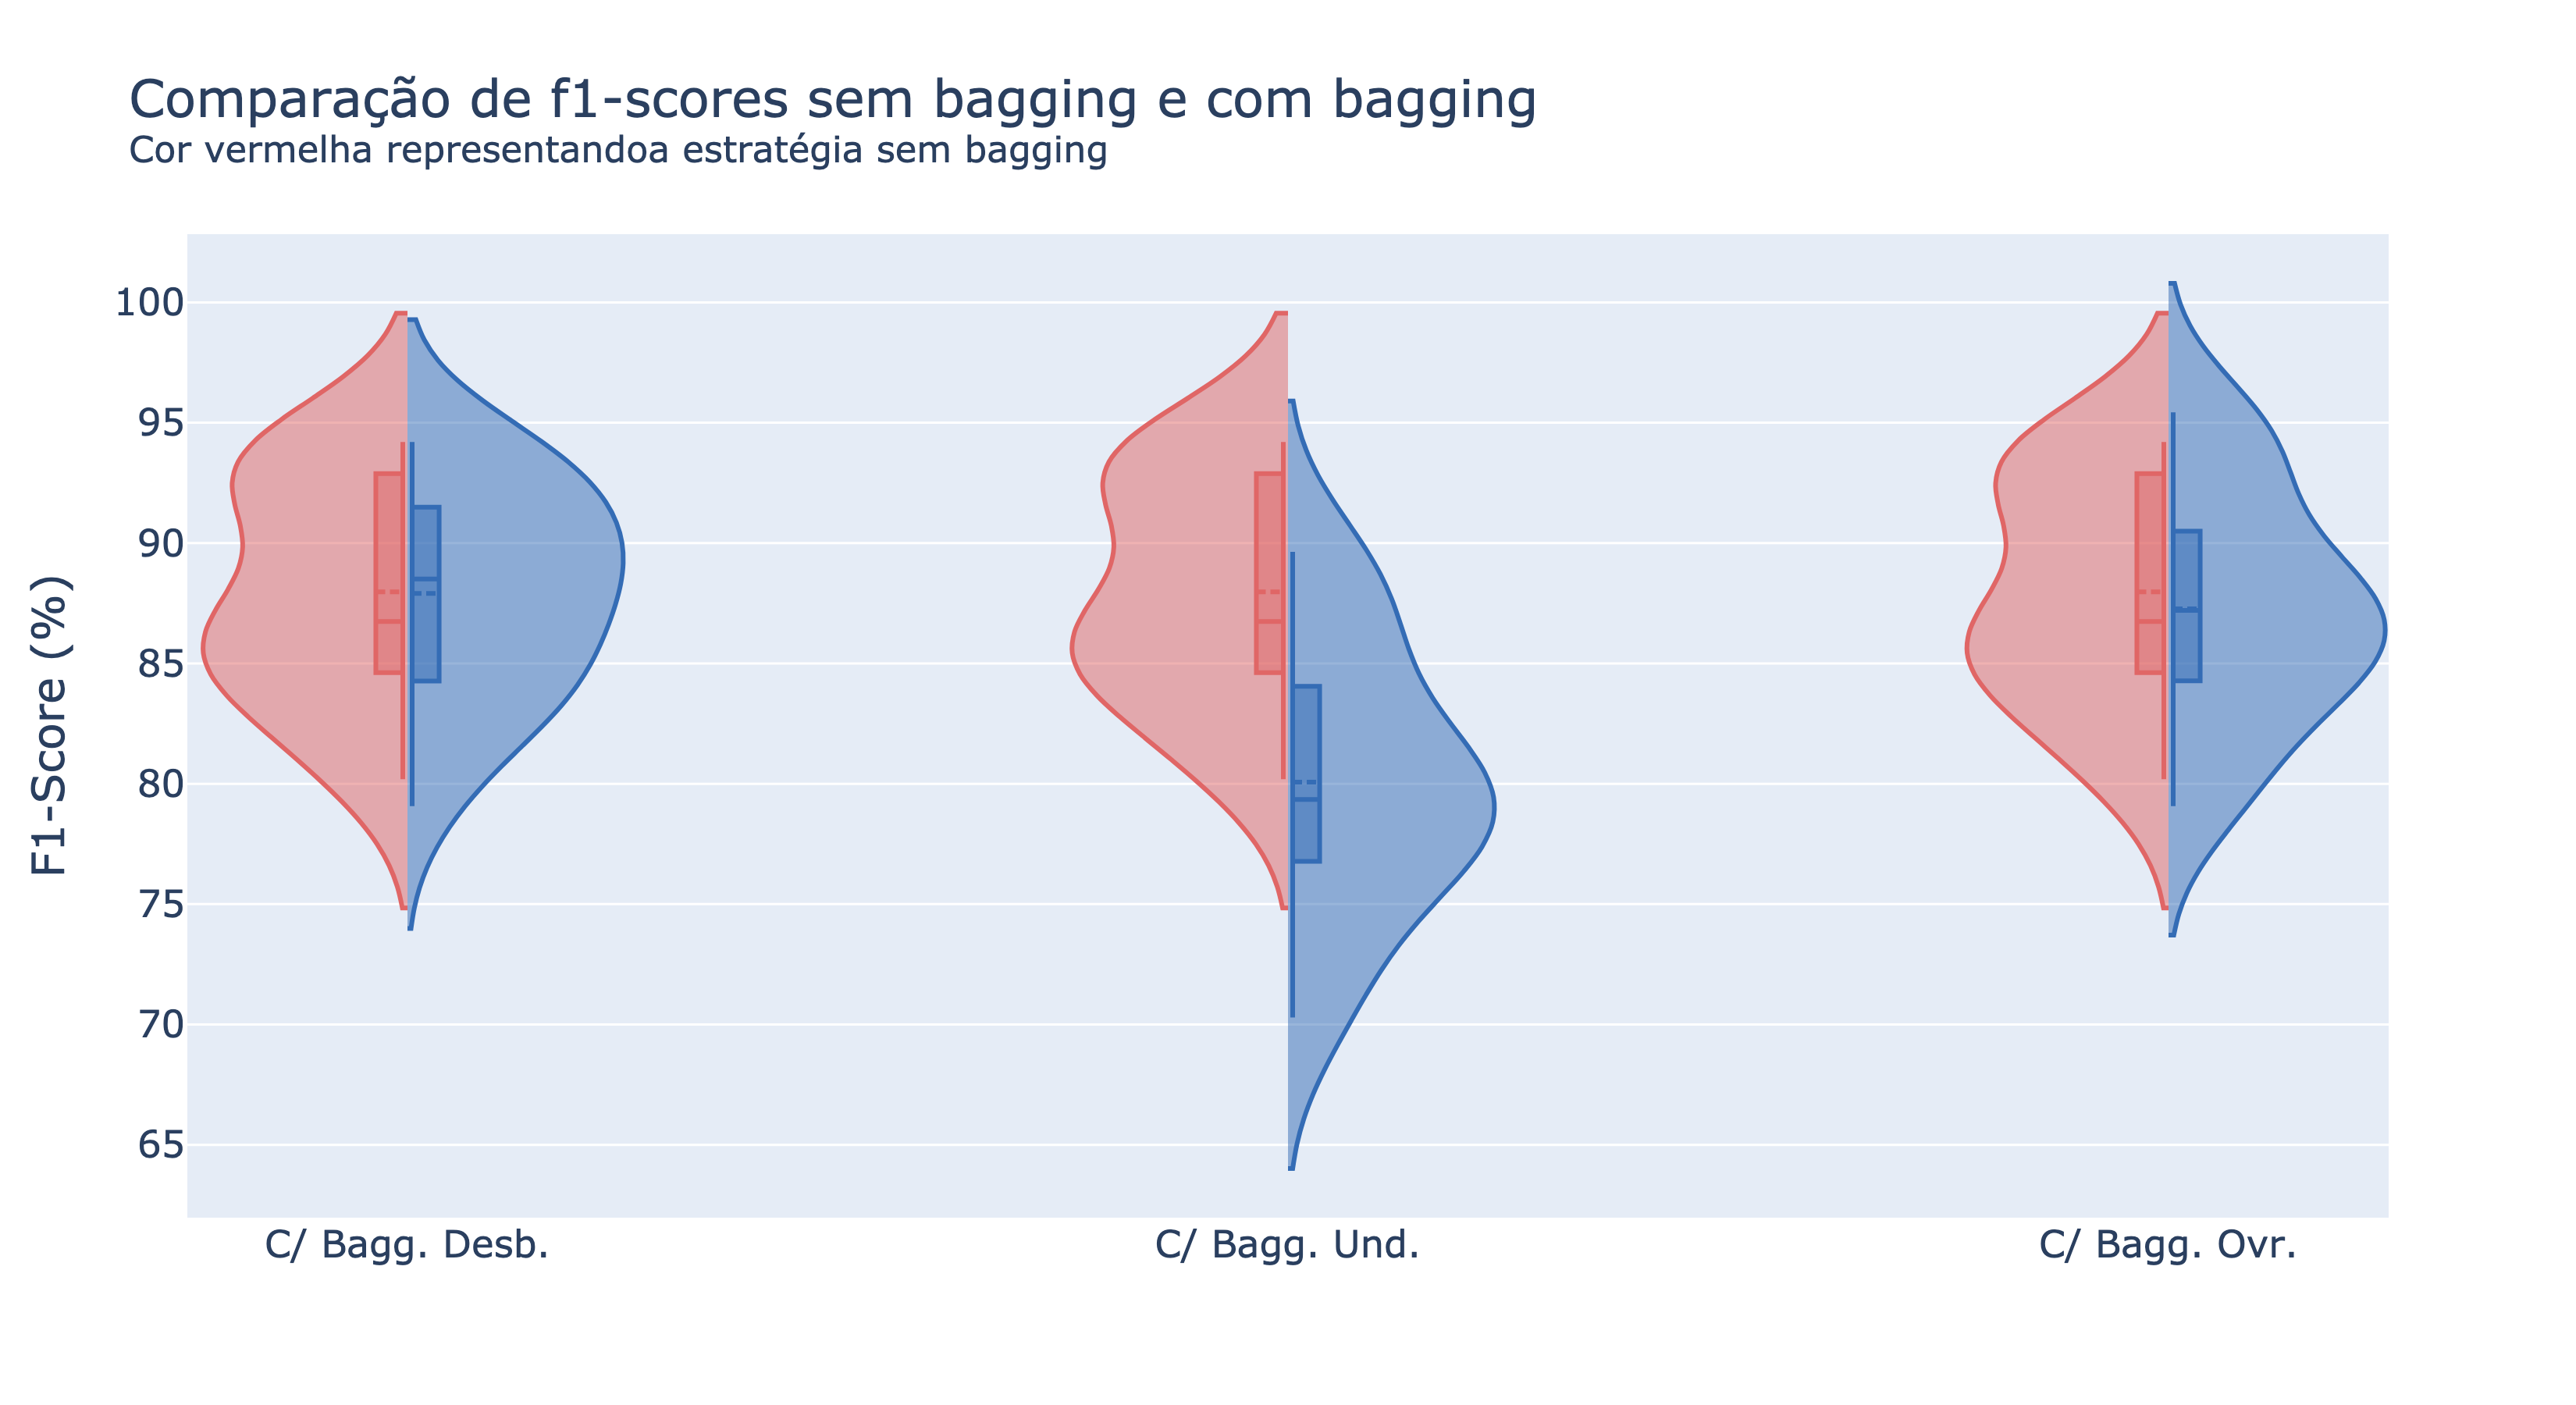 Comparação de f1-scores sem bagging e com bagging
Cor vermelha representandoa estratégia sem bagging
F1-Score (%)
100
95
90
85
80
75
70
65
C/ Bagg. Desb.
C/ Bagg. Und.
C/ Bagg. Ovr.